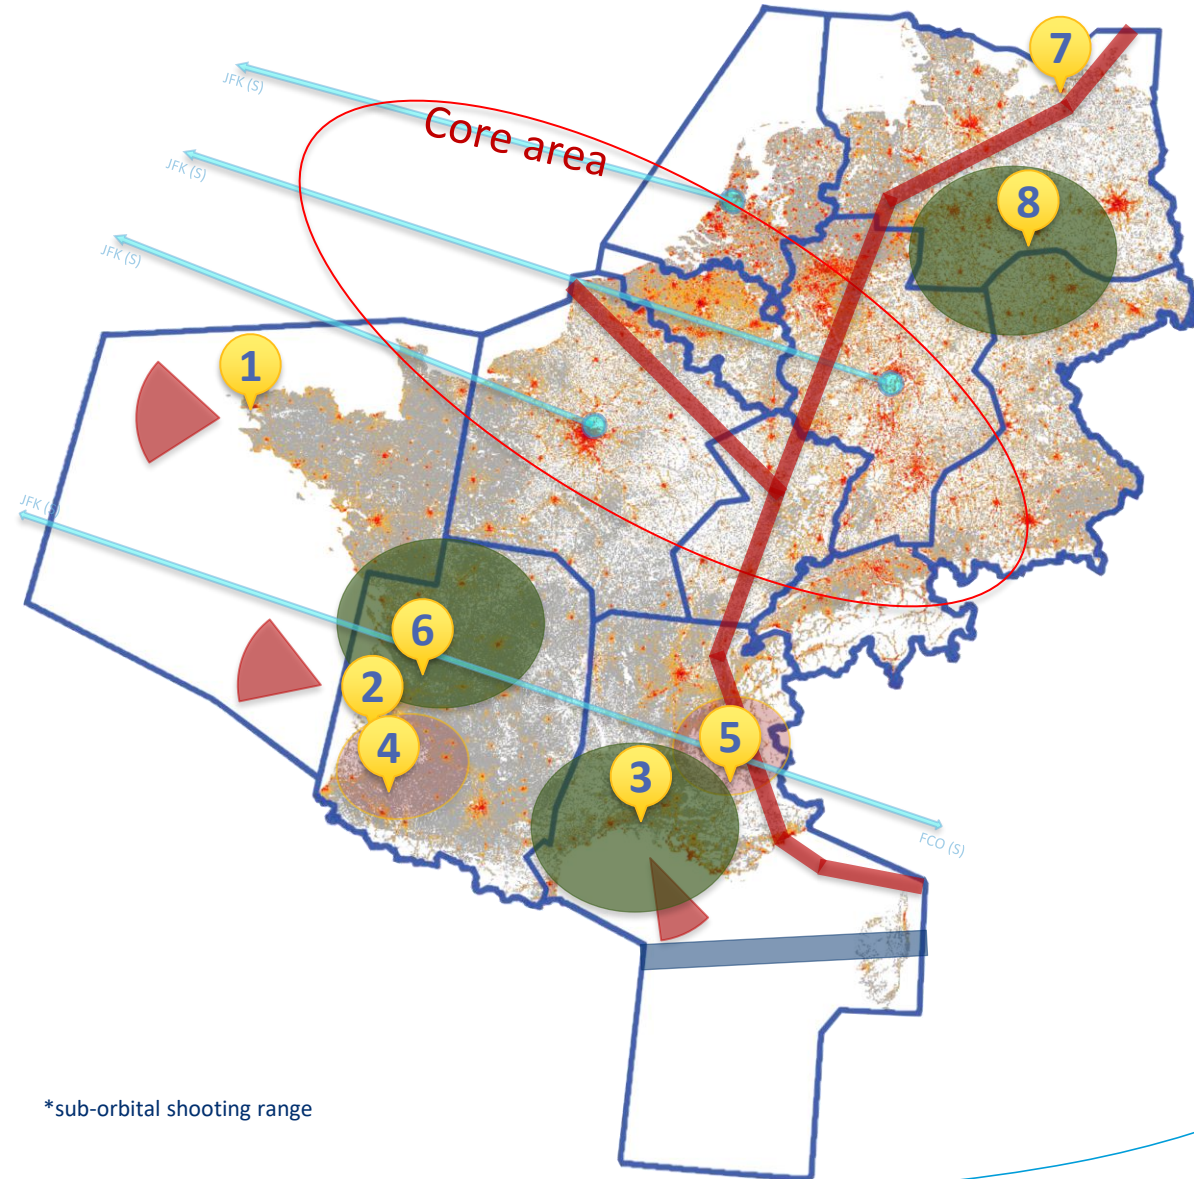 7
JFK (S)
Core area
JFK (S)
8
JFK (S)
1
JFK (S)
6
2
5
4
3
FCO (S)
*sub-orbital shooting range